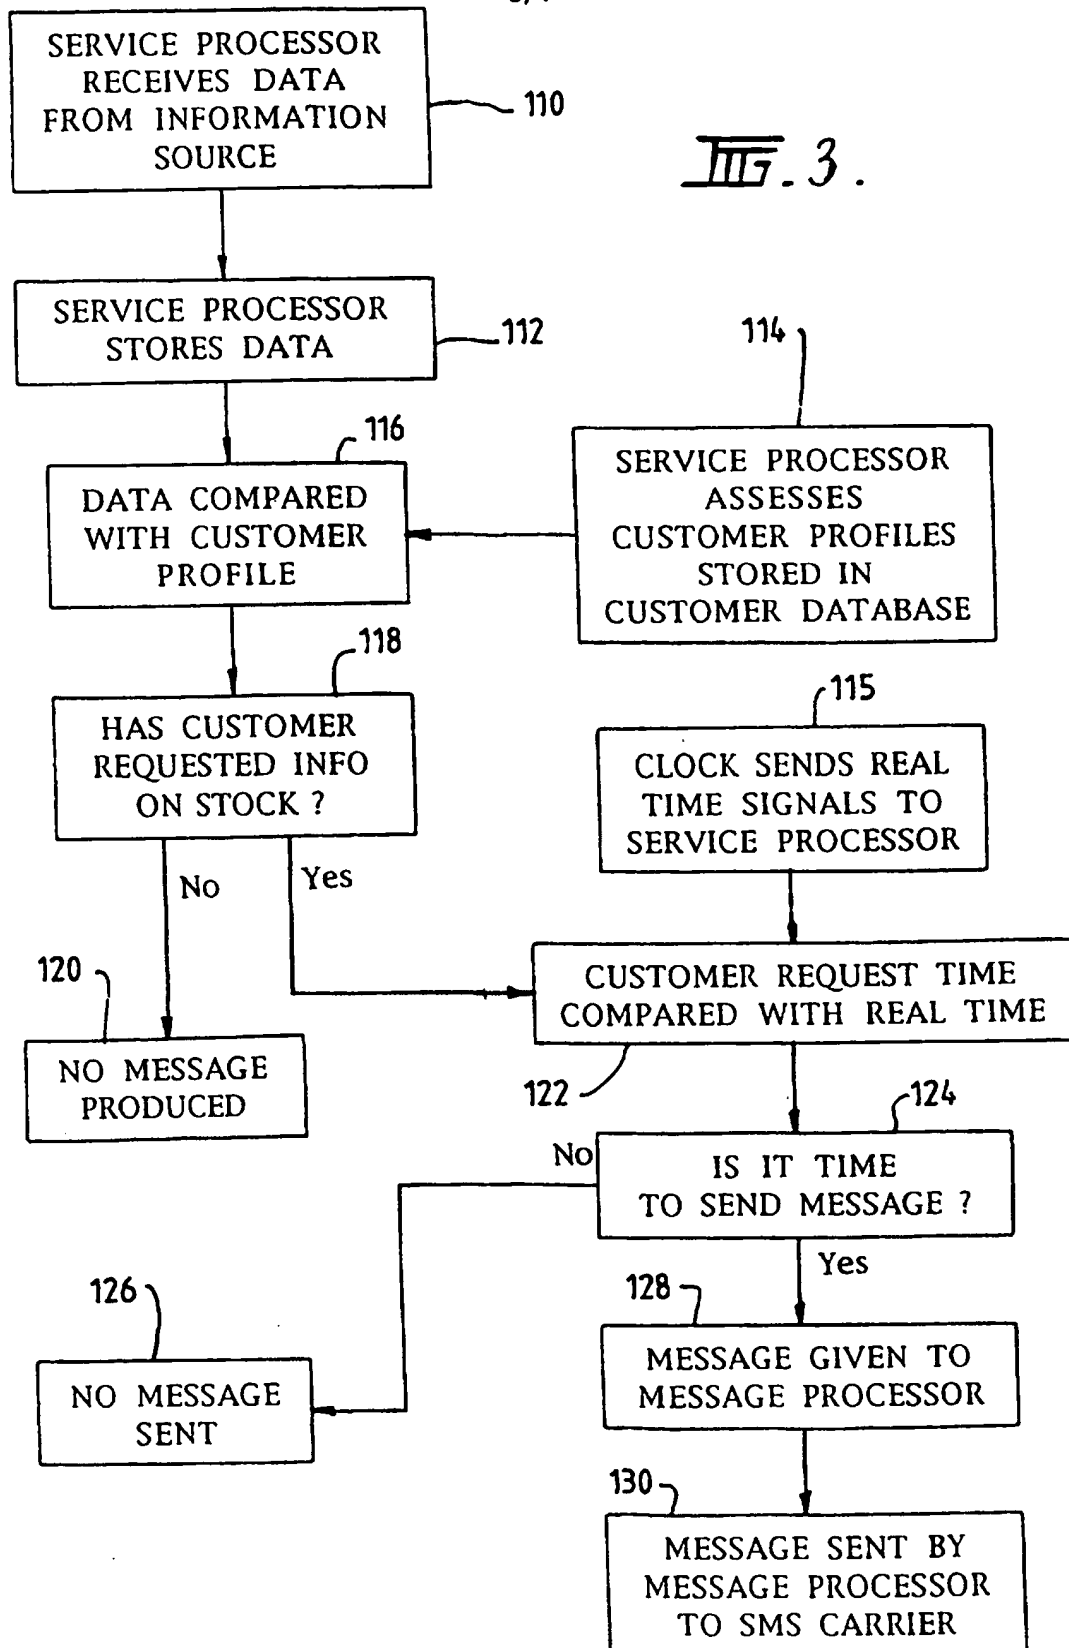 SERVICE PROCESSOR
RECEIVES DATA
FROM INFORMATION
SOURCE
110
FIG. 3.
SERVICE PROCESSOR
STORES DATA
112
114
116
DATA COMPARED
WITH CUSTOMER
PROFILE
SERVICE PROCESSOR
ASSESSES
CUSTOMER PROFILES
STORED IN
CUSTOMER DATABASE
118
HAS CUSTOMER
REQUESTED INFO
ON STOCK ?
115
CLOCK SENDS REAL
TIME SIGNALS TO
SERVICE PROCESSOR
No
Yes
120
NO MESSAGE
PRODUCED
CUSTOMER REQUEST TIME
COMPARED WITH REAL TIME
122
124
No
IS IT TIME
TO SEND MESSAGE ?
Yes
126
NO MESSAGE
SENT
128
MESSAGE GIVEN TO
MESSAGE PROCESSOR
130
MESSAGE SENT BY
MESSAGE PROCESSOR
TO SMS CARRIER